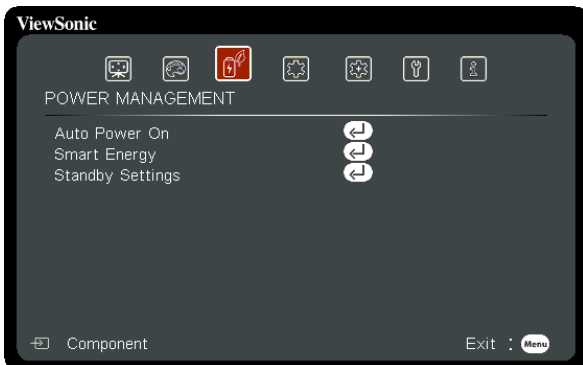 ViewSonic
POWER MANAGEMENT
Auto Power On
Smart Energy
Standby Settings
Component
Exit : Menu